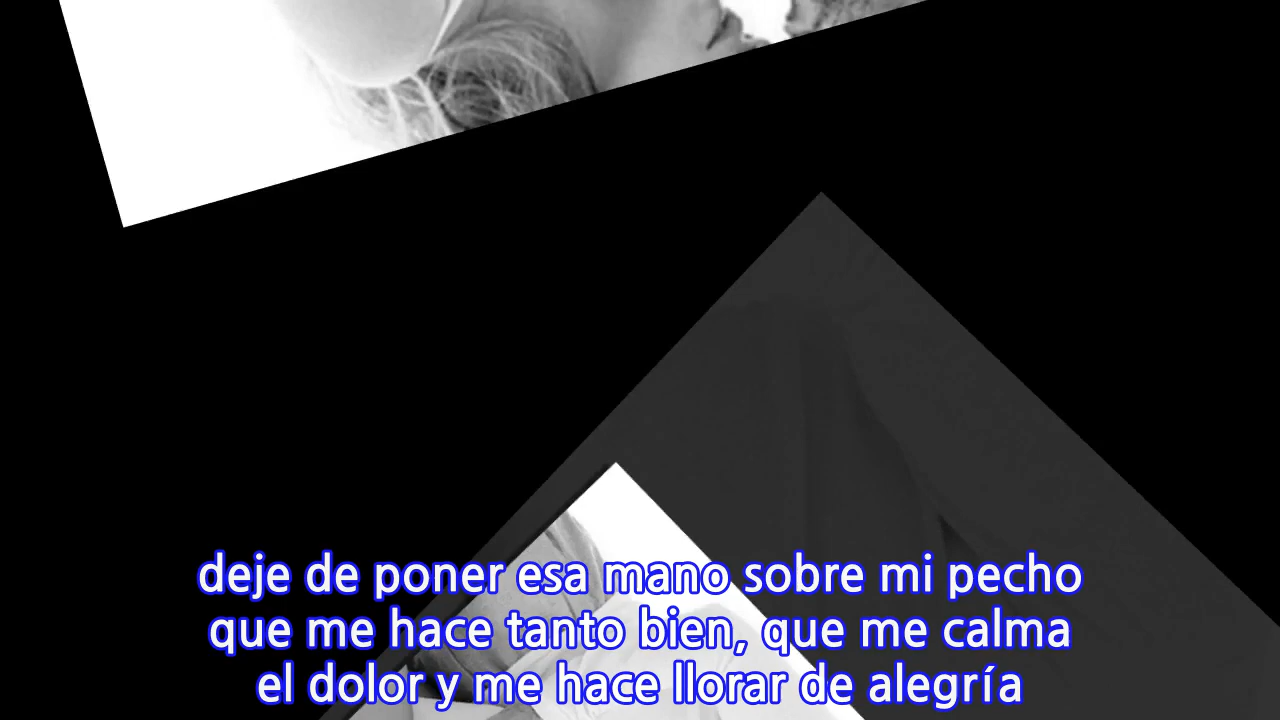 deje de poner esa mano sobre mi pecho
que me hace tanto bien, que me calma
el dolor y me hace llorar de alegría